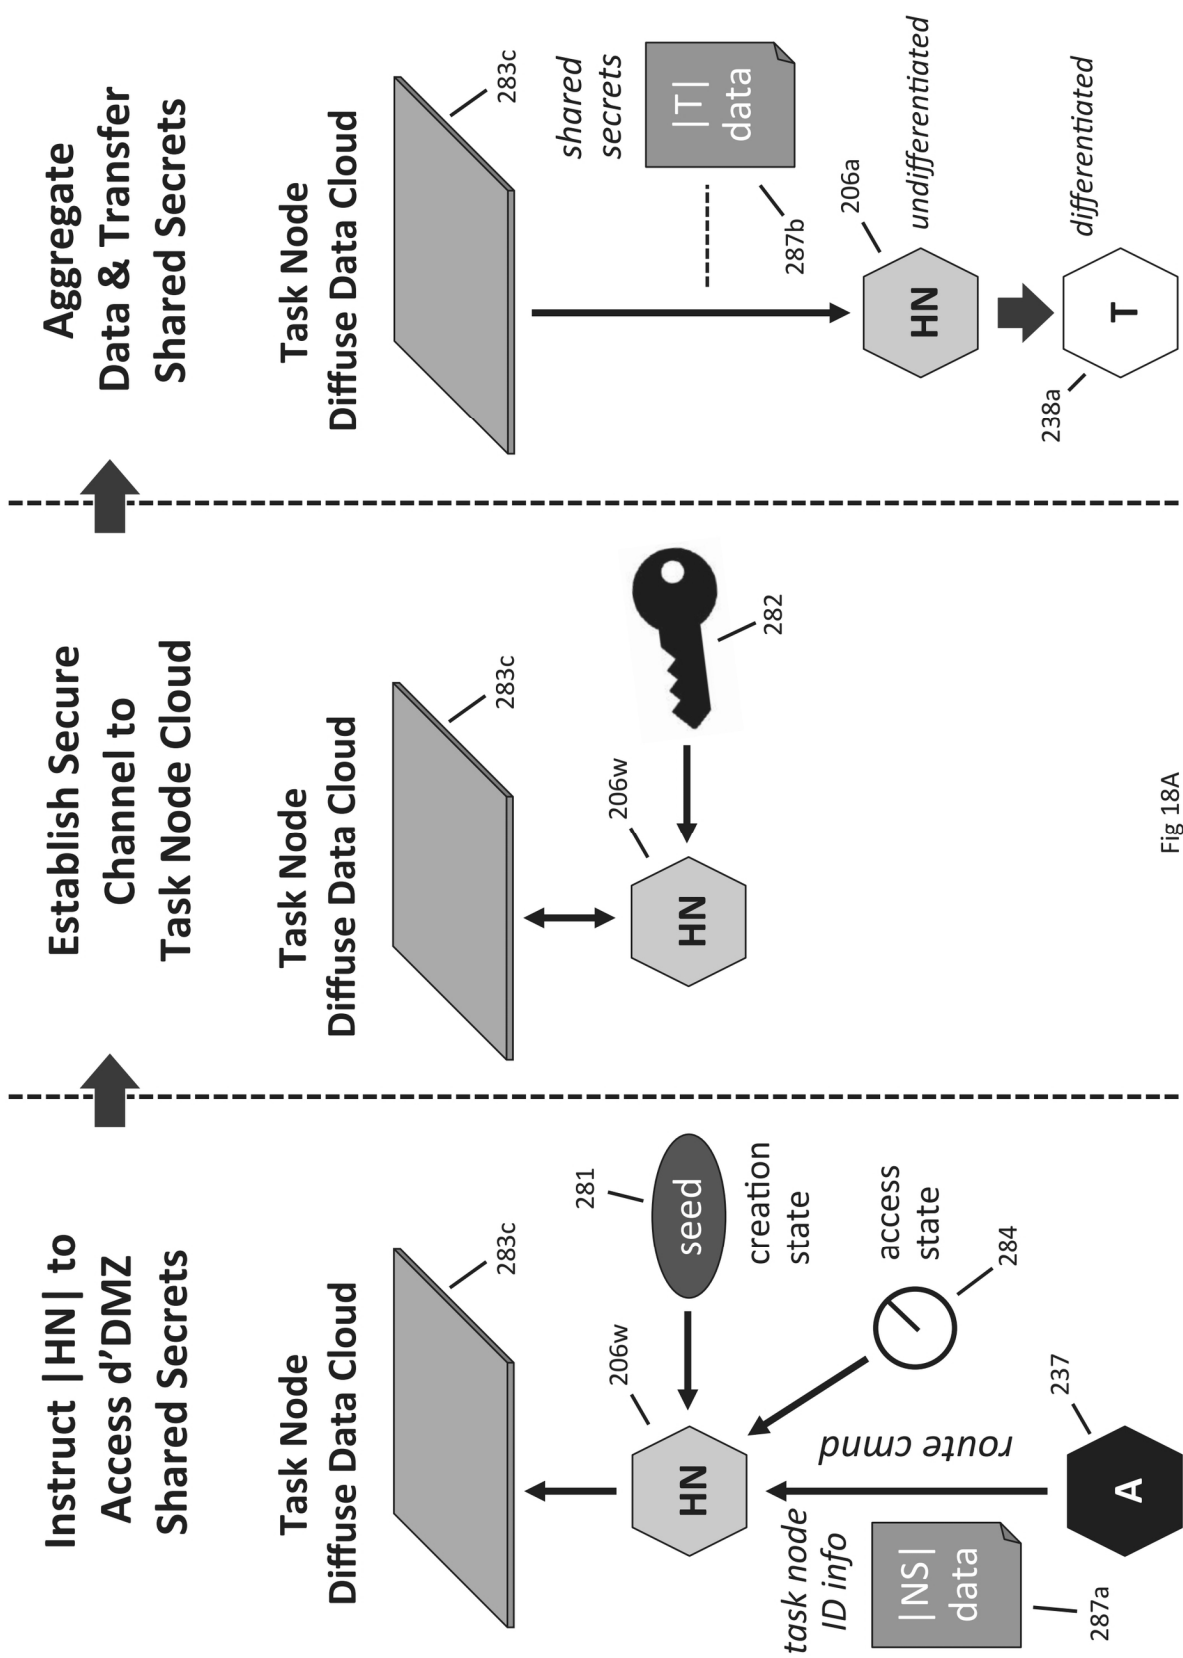 Instruct |HN| to
Access d’DMZ
Shared Secrets
Task Node
Diffuse Data Cloud
283c
206w
281
HN
seed
creation
state
access
state
284
route cmnd
task node
ID info
|NS|
data
287a
237
A
Establish Secure
Channel to
Task Node Cloud
Task Node
Diffuse Data Cloud
283c
206w
HN
282
Aggregate
Data & Transfer
Shared Secrets
Task Node
Diffuse Data Cloud
283c
shared
secrets
|T|
data
287b
206a
HN
undifferentiated
differentiated
238a
T
Fig 18A